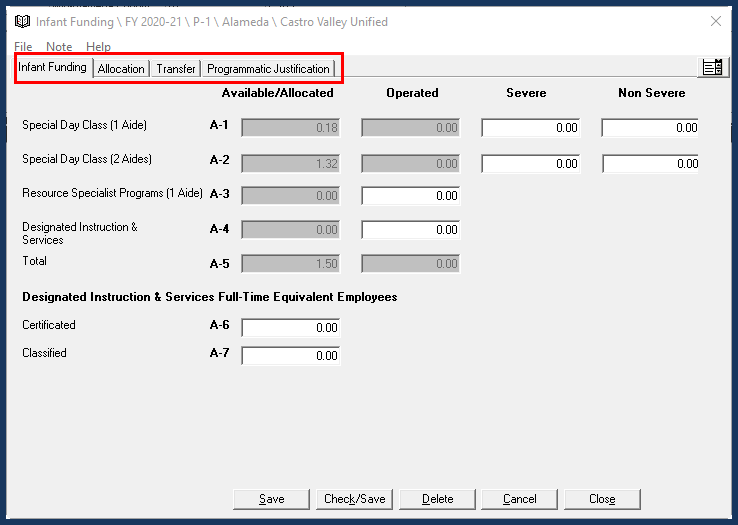 Infant Funding \ FY 2020-21 \ P-1 \ Alameda \ Castro Valley Unified
File Note Help
Infant Funding Allocation Transfer Programmatic Justification
Available/Allocated Operated Severe Non Severe
Special Day Class (1 Aide) A-1 0.18 0.00 0.00 0.00
Special Day Class (2 Aides) A-2 1.32 0.00 0.00 0.00
Resource Specialist Programs (1 Aide) A-3 0.00 0.00
Designated Instruction & A-4 0.00 0.00
Services
Total A-5 1.50 0.00
Designated Instruction & Services Full-Time Equivalent Employees
Certificated A-6 0.00
Classified A-7 0.00
Save Check/Save Delete Cancel Close